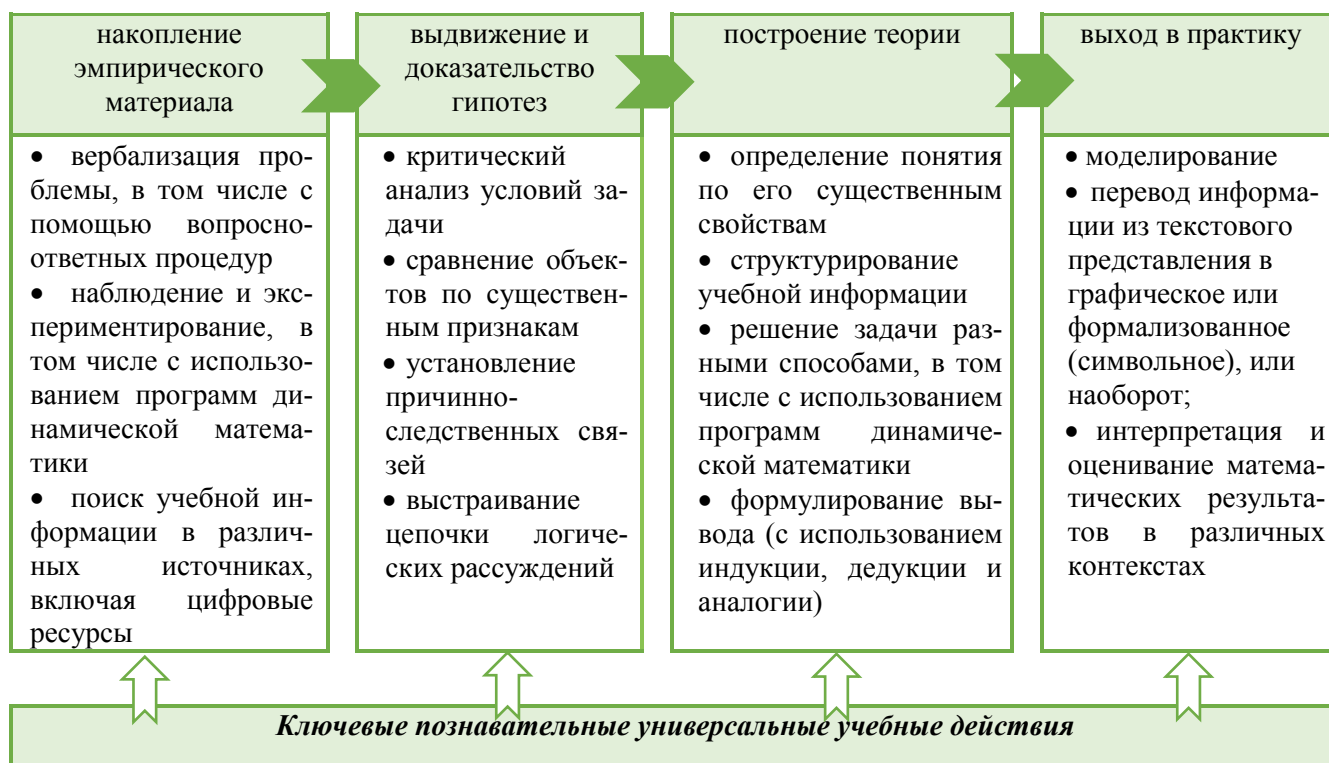 накопление
эмпирического
материала
• вербализация про-
блемы, в том числе с
помощью вопросно-
ответных процедур
• наблюдение и экс-
периментирование, в
том числе с использо-
ванием программ ди-
намической матема-
тики
• поиск учебной ин-
формации в различ-
ных источниках,
включая цифровые
ресурсы
выдвижение и
доказательство
гипотез
• критический
анализ условий за-
дачи
• сравнение объек-
тов по существен-
ным признакам
• установление
причинно-
следственных свя-
зей
• выстраивание
цепочки логиче-
ских рассуждений
построение теории
• определение понятия
по его существенным
свойствам
• структурирование
учебной информации
• решение задачи раз-
ными способами, в том
числе с использованием
программ динамиче-
ской математики
• формулирование вы-
вода (с использованием
индукции, дедукции и
аналогии)
выход в практику
• моделирование
• перевод информа-
ции из текстового
представления в
графическое или
формализованное
(символьное), или
наоборот;
• интерпретация и
оценивание матема-
тических результа-
тов в различных
контекстах
Ключевые познавательные универсальные учебные действия